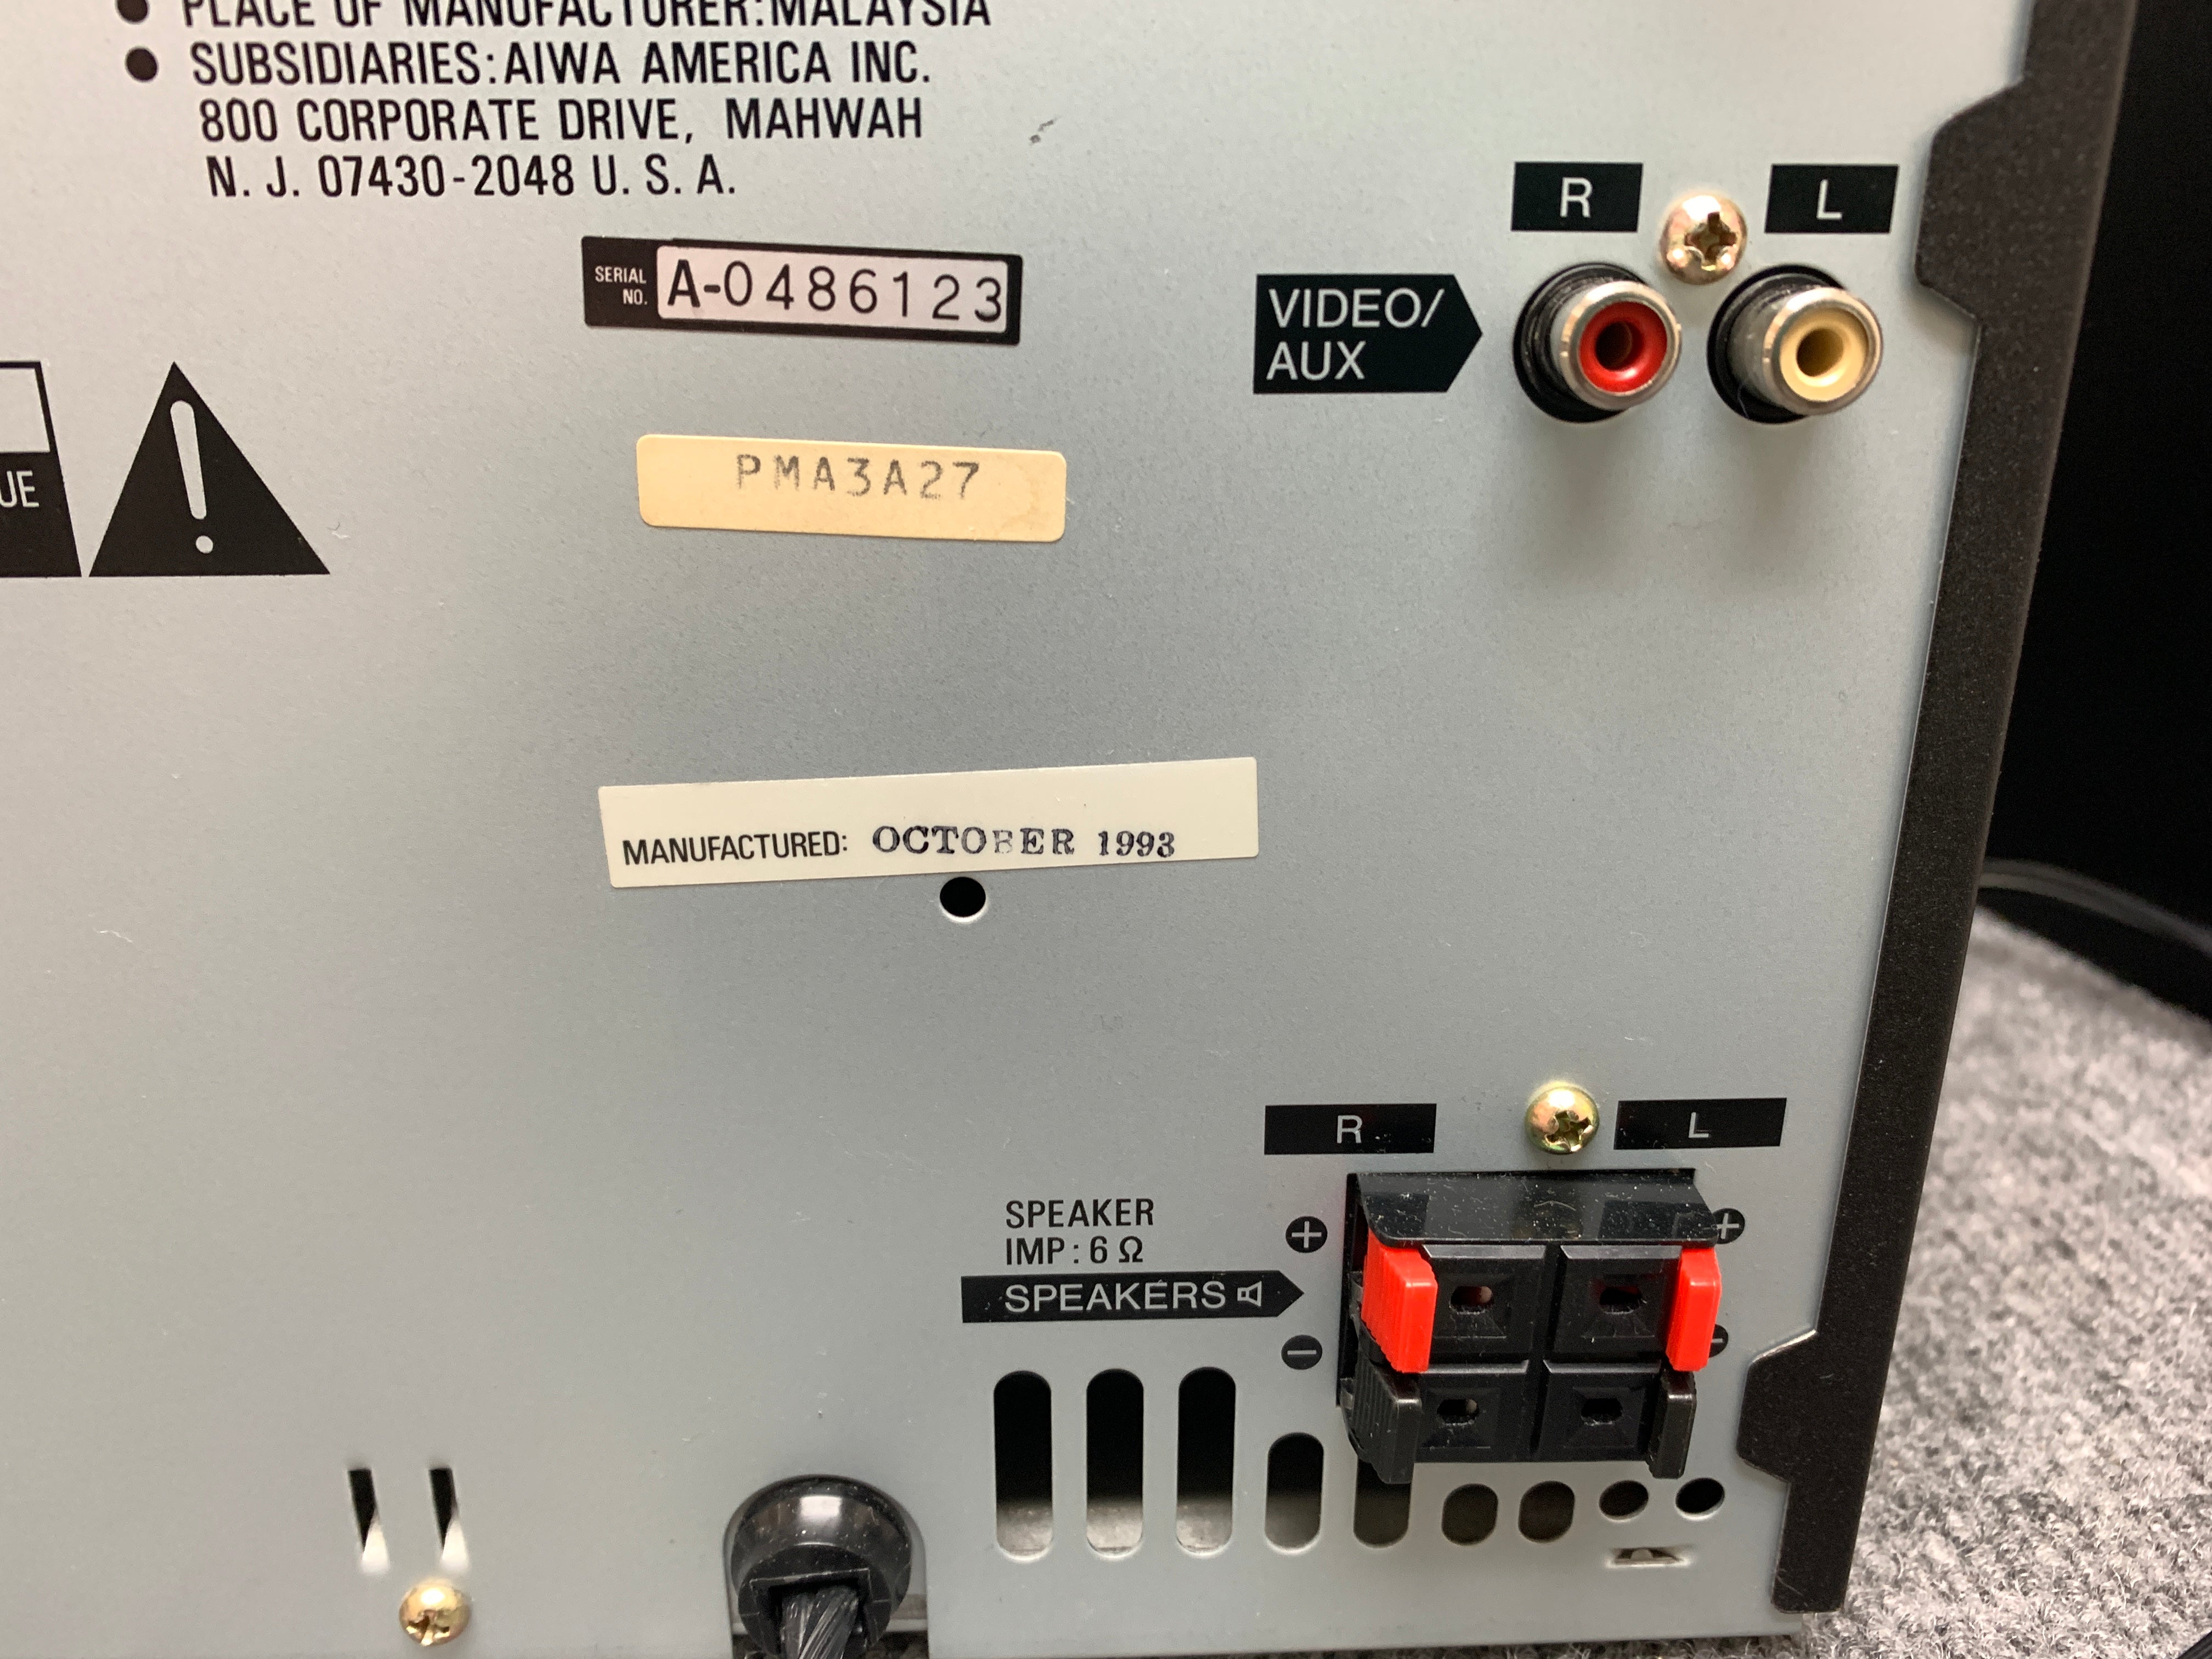 ● PLACE OF MANUFACTURER:MALAYSIA
● SUBSIDIARIES:AIWA AMERICA INC.
800 CORPORATE DRIVE, MAHWAH
N. J. 07430-2048 U. S. A.
SERIAL NO. A-0486123
R L
VIDEO/
AUX
UE
!
PMA3A27
MANUFACTURED: OCTOBER 1993
R L
SPEAKER
IMP: 6 Ω
+ +
SPEAKERS
− −